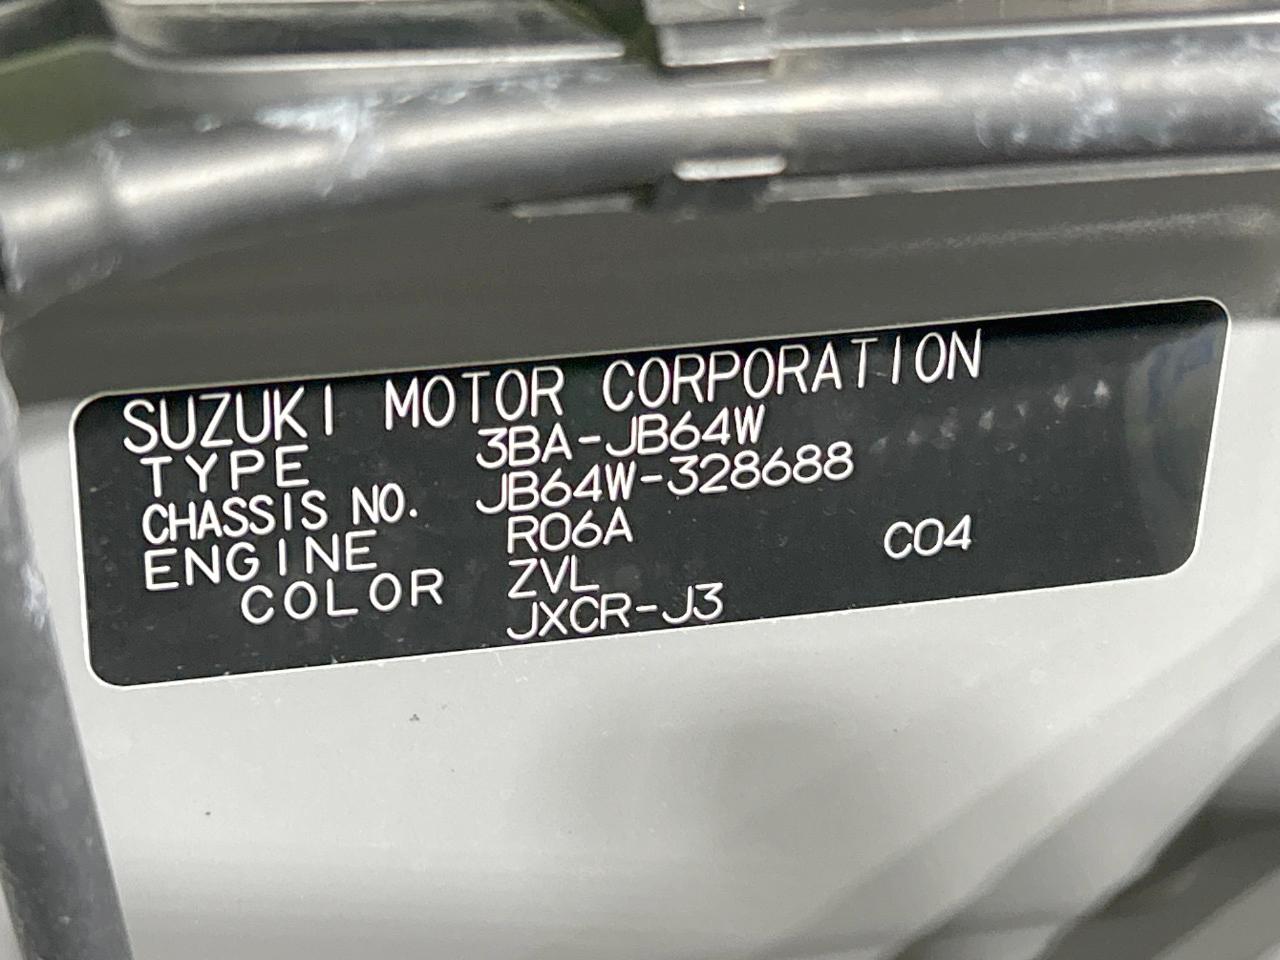 SUZUKI MOTOR CORPORATION
TYPE 3BA-JB64W
CHASSIS NO. JB64W-328688
ENGINE R06A C04
COLOR ZVL
JXCR-J3